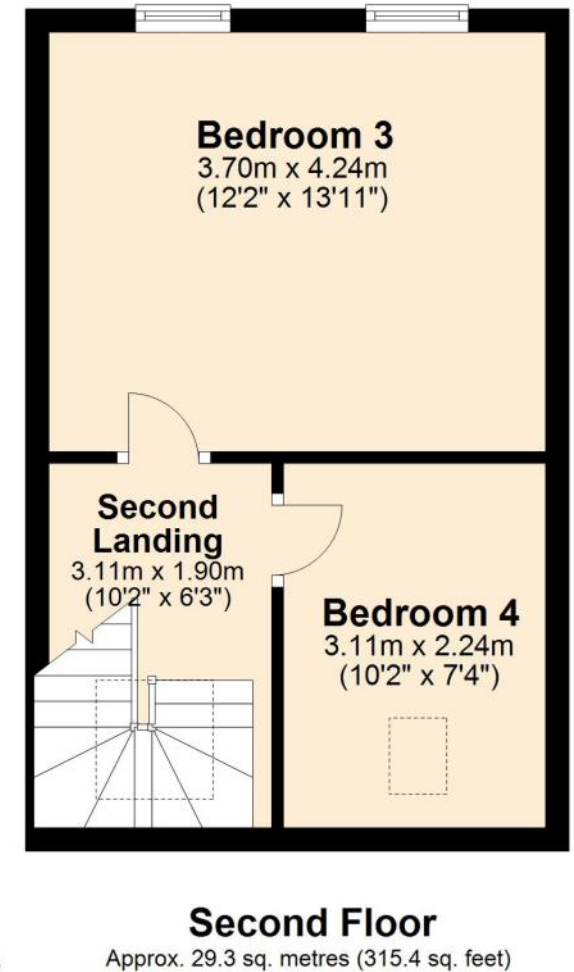 Bedroom 3
3.70m x 4.24m
(12'2" x 13'11")
Second
Landing
3.11m x 1.90m
(10'2" x 6'3")
Bedroom 4
3.11m x 2.24m
(10'2" x 7'4")
Second Floor
Approx. 29.3 sq. metres (315.4 sq. feet)